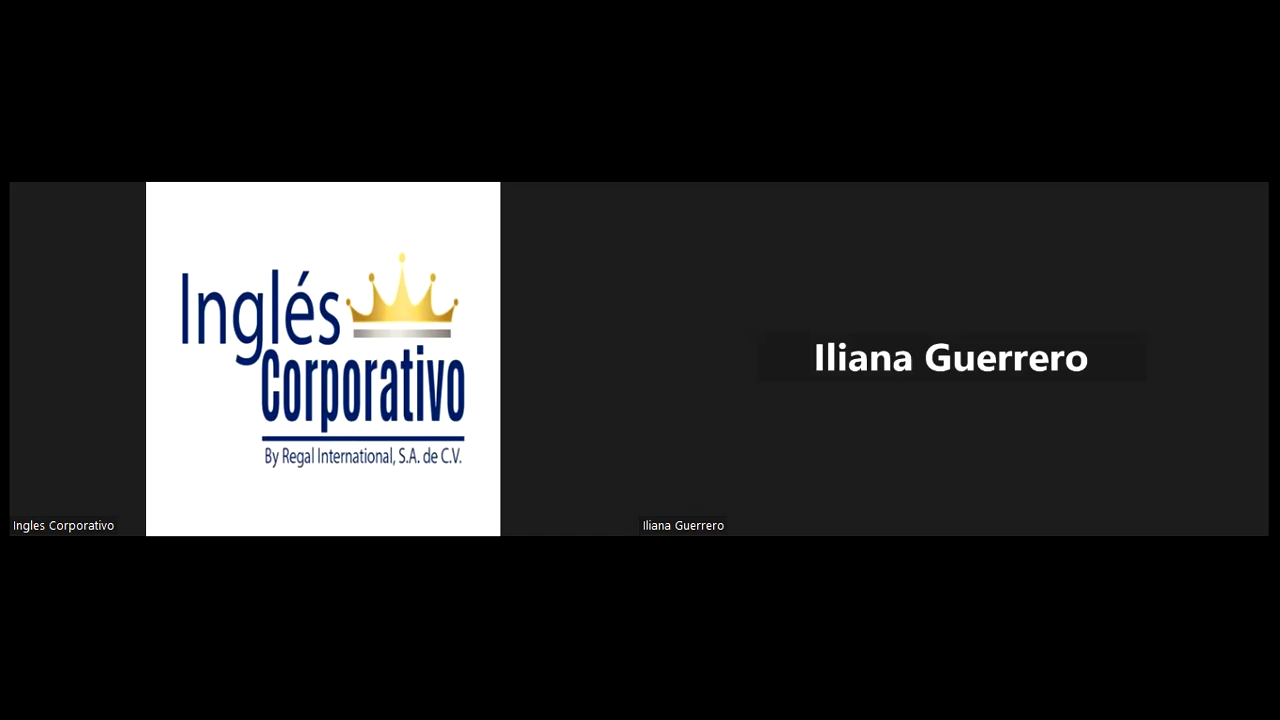 Inglés
Corporativo
By Regal International, S.A. de C.V.
Ingles Corporativo
Iliana Guerrero
Iliana Guerrero